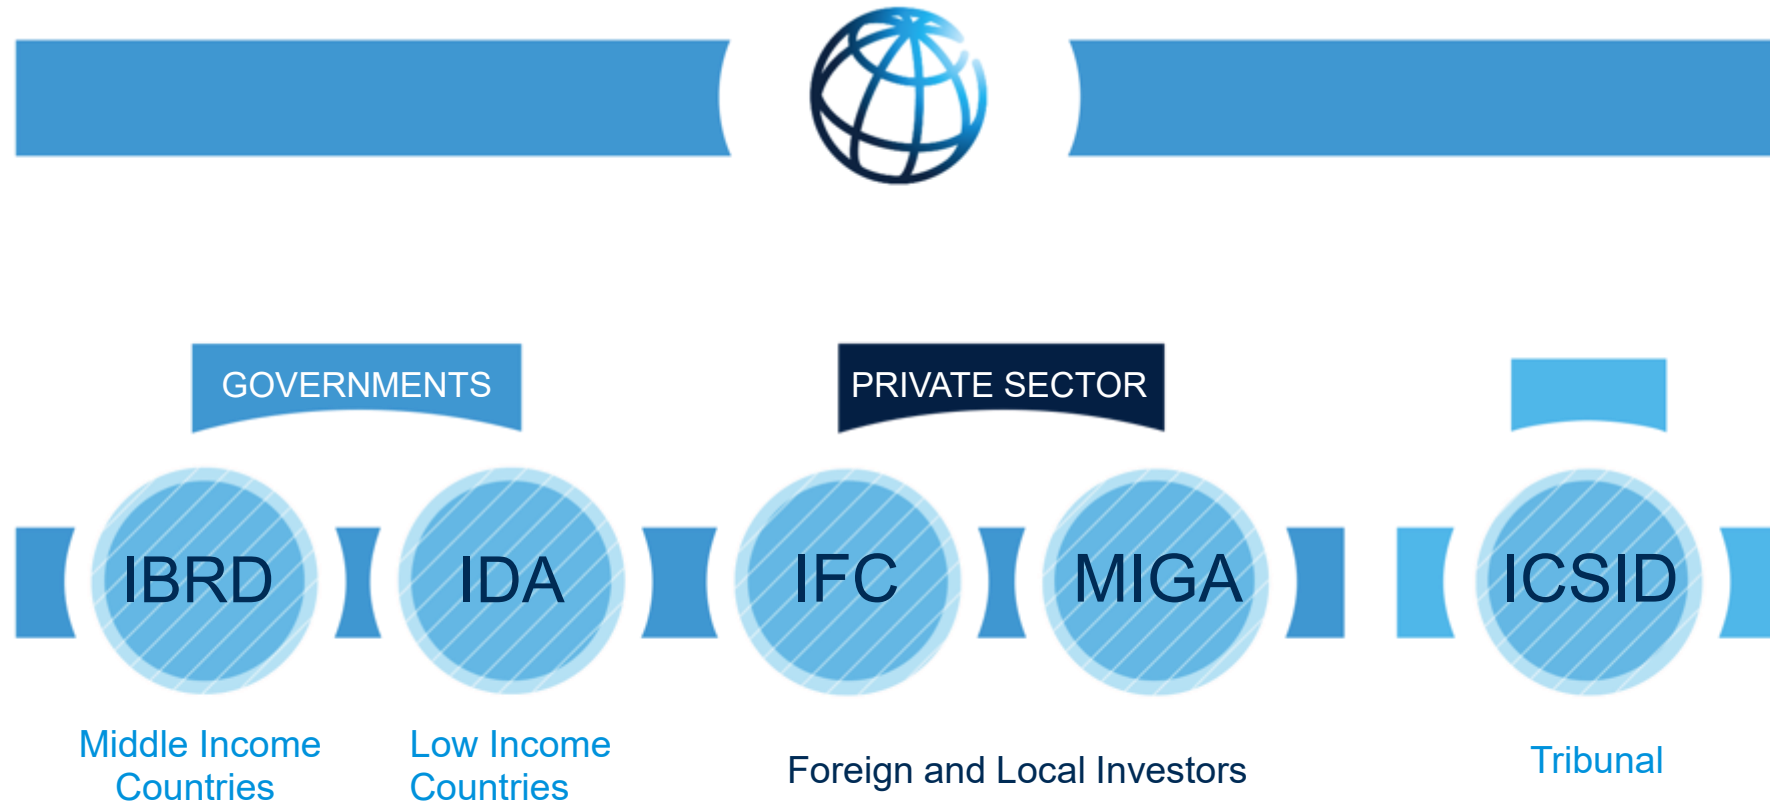 GOVERNMENTS
PRIVATE SECTOR
IBRD
IDA
IFC
MIGA
ICSID
Middle Income
Countries
Low Income
Countries
Foreign and Local Investors
Tribunal